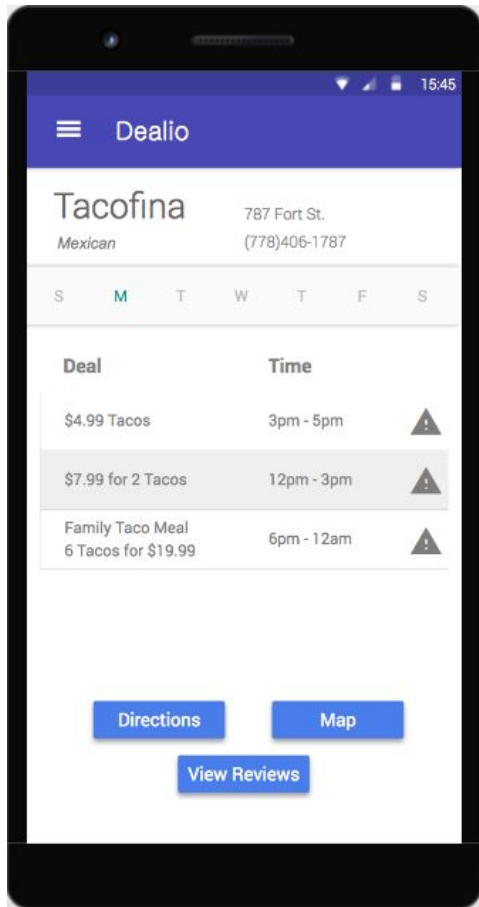 15:45
Dealio
Tacofina
787 Fort St.
Mexican
(778)406-1787
S M T W T F S
Deal Time
$4.99 Tacos 3pm - 5pm
$7.99 for 2 Tacos 12pm - 3pm
Family Taco Meal
6 Tacos for $19.99 6pm - 12am
Directions Map
View Reviews